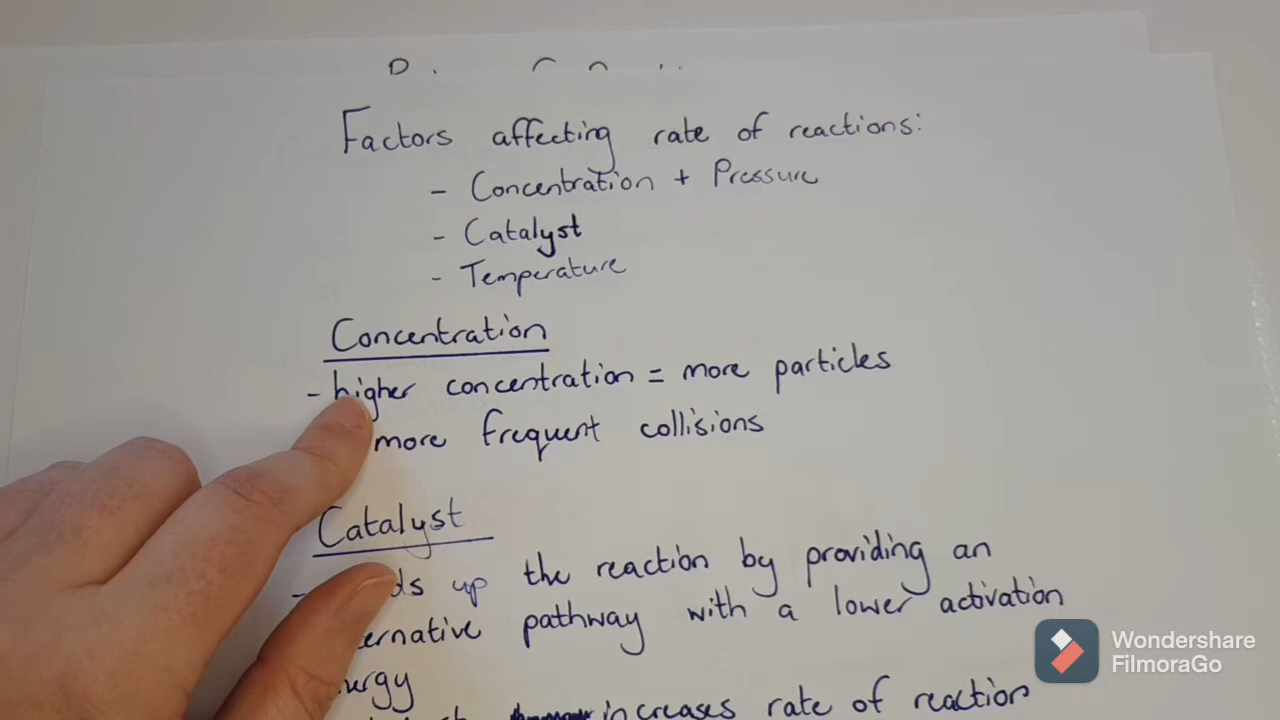 Factors affecting rate of reactions:
- Concentration + Pressure
- Catalyst
- Temperature
Concentration
- higher concentration = more particles
more frequent collisions
Catalyst
- up the reaction by providing an
pathway with a lower activation
increases rate of reaction
Wondershare
FilmoraGo